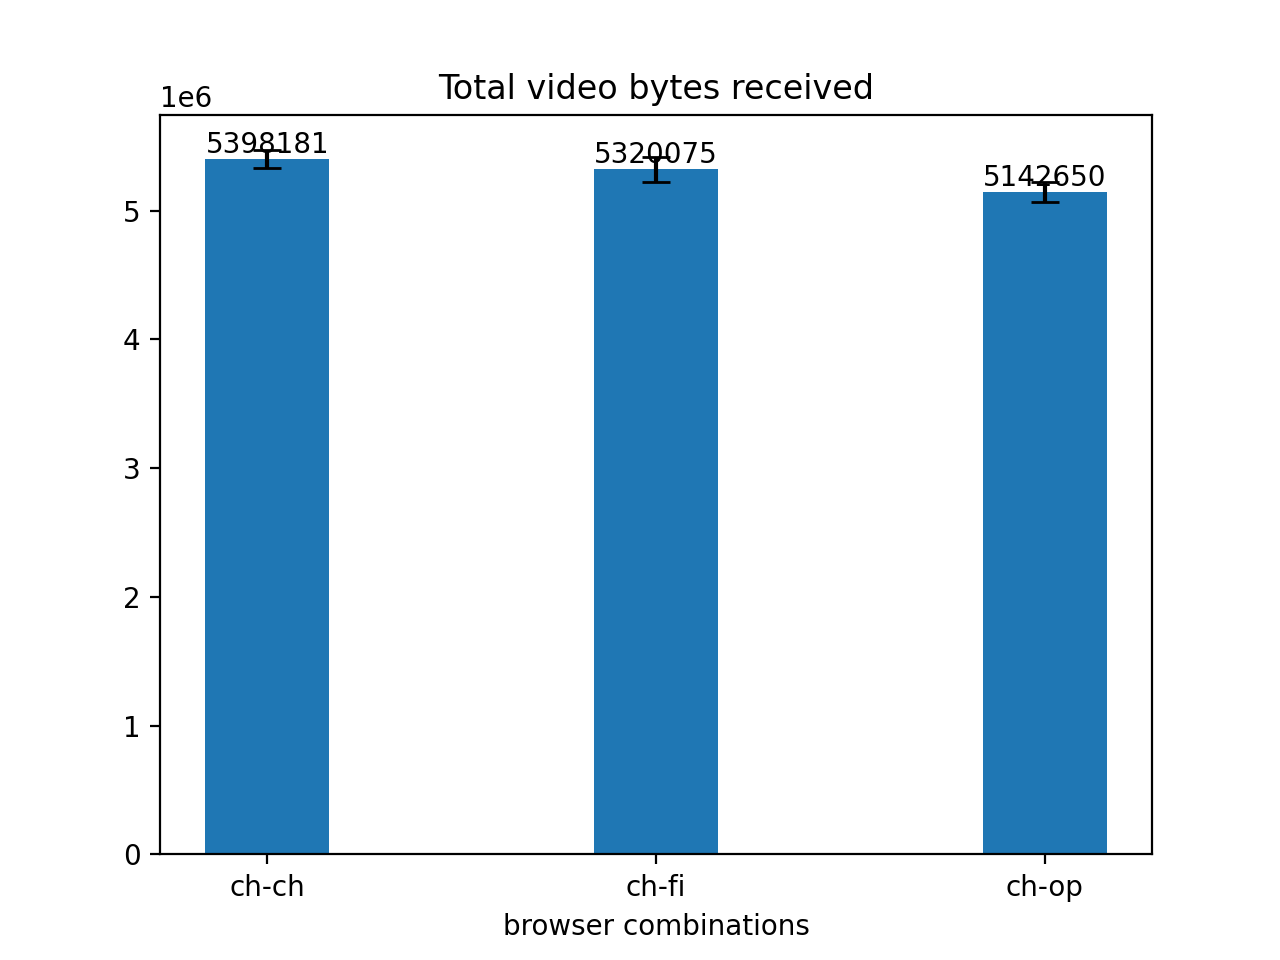 Total video bytes received
1e6
5398181
5320075
5142650
5
4
3
2
1
0
ch-ch
ch-fi
ch-op
browser combinations